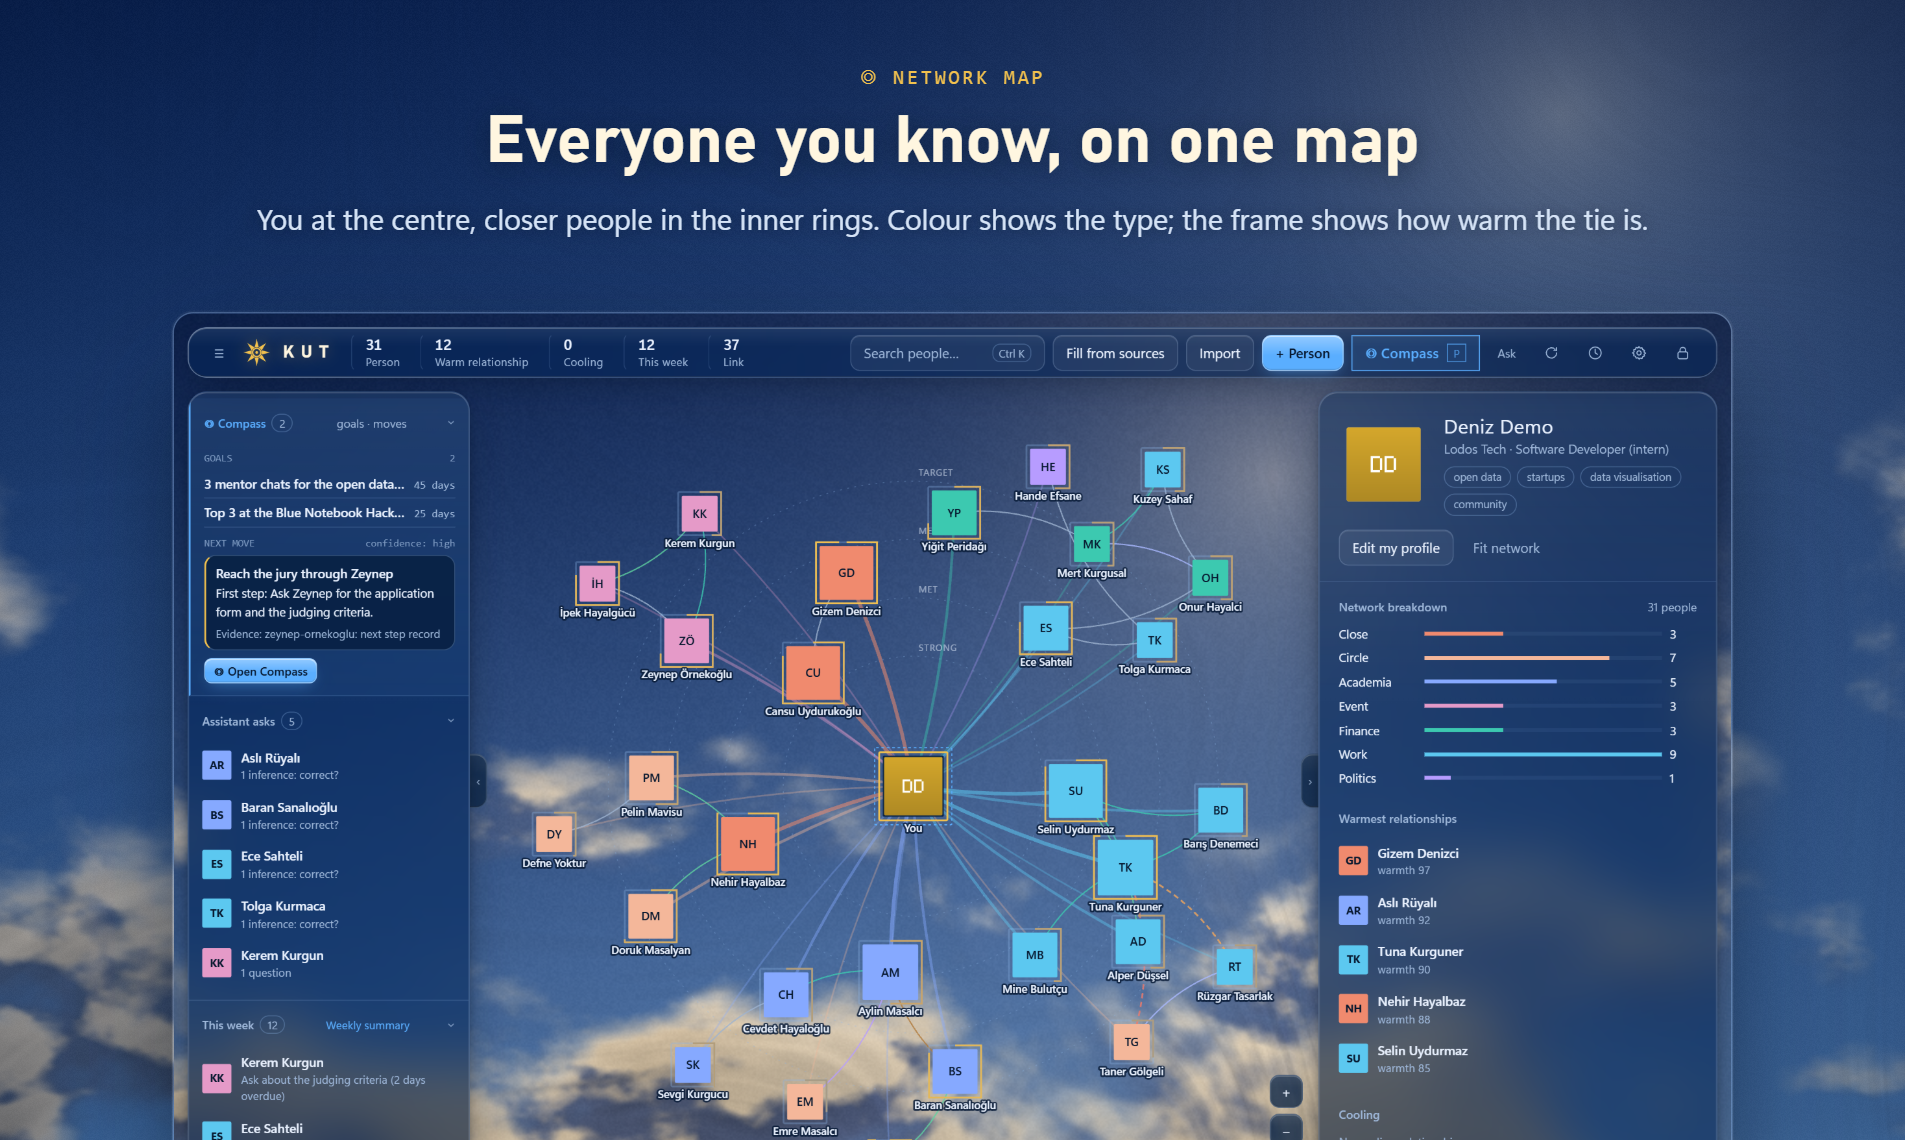 NETWORK MAP
Everyone you know, on one map
You at the centre, closer people in the inner rings. Colour shows the type; the frame shows how warm the tie is.
KUT
31
Person
12
Warm relationship
0
Cooling
12
This week
37
Link
Search people...
Ctrl K
Fill from sources
Import
+ Person
Compass P
Ask
Compass 2
goals · moves
GOALS 2
3 mentor chats for the open data... 45 days
Top 3 at the Blue Notebook Hack... 25 days
NEXT MOVE confidence: high
Reach the jury through Zeynep
First step: Ask Zeynep for the application
form and the judging criteria.
Evidence: zeynep-ornekoglu: next step record
Open Compass
Assistant asks 5
AR
Aslı Rüyalı
1 inference: correct?
BS
Baran Sanalıoğlu
1 inference: correct?
ES
Ece Sahteli
1 inference: correct?
TK
Tolga Kurmaca
1 inference: correct?
KK
Kerem Kurgun
1 question
This week 12 Weekly summary
KK
Kerem Kurgun
Ask about the judging criteria (2 days
overdue)
ES
Ece Sahteli
TARGET
MET
STRONG
HE
Hande Efsane
KS
Kuzey Sahaf
KK
Kerem Kurgun
YP
Yiğit Peridağı
MK
Mert Kurgusal
GD
Gizem Denizci
İH
İpek Hayalgücü
OH
Onur Hayalci
ZÖ
Zeynep Örnekoğlu
ES
Ece Sahteli
TK
Tolga Kurmaca
CU
Cansu Uydurukoğlu
PM
Pelin Mavisu
DD
You
SU
Selin Uydurmaz
BD
Barış Denemeci
DY
Defne Yoktur
NH
Nehir Hayalbaz
TK
Tuna Kurguner
DM
Doruk Masalyan
AD
Alper Düşsel
MB
Mine Bulutçu
RT
Rüzgar Tasarlak
AM
Aylin Masalcı
CH
Cevdet Hayaloğlu
TG
Taner Gölgeli
SK
Sevgi Kurgucu
BS
Baran Sanalıoğlu
EM
Emre Masalcı
+
−
DD
Deniz Demo
Lodos Tech · Software Developer (intern)
open data
startups
data visualisation
community
Edit my profile
Fit network
Network breakdown 31 people
Close 3
Circle 7
Academia 5
Event 3
Finance 3
Work 9
Politics 1
Warmest relationships
GD
Gizem Denizci
warmth 97
AR
Aslı Rüyalı
warmth 92
TK
Tuna Kurguner
warmth 90
NH
Nehir Hayalbaz
warmth 88
SU
Selin Uydurmaz
warmth 85
Cooling